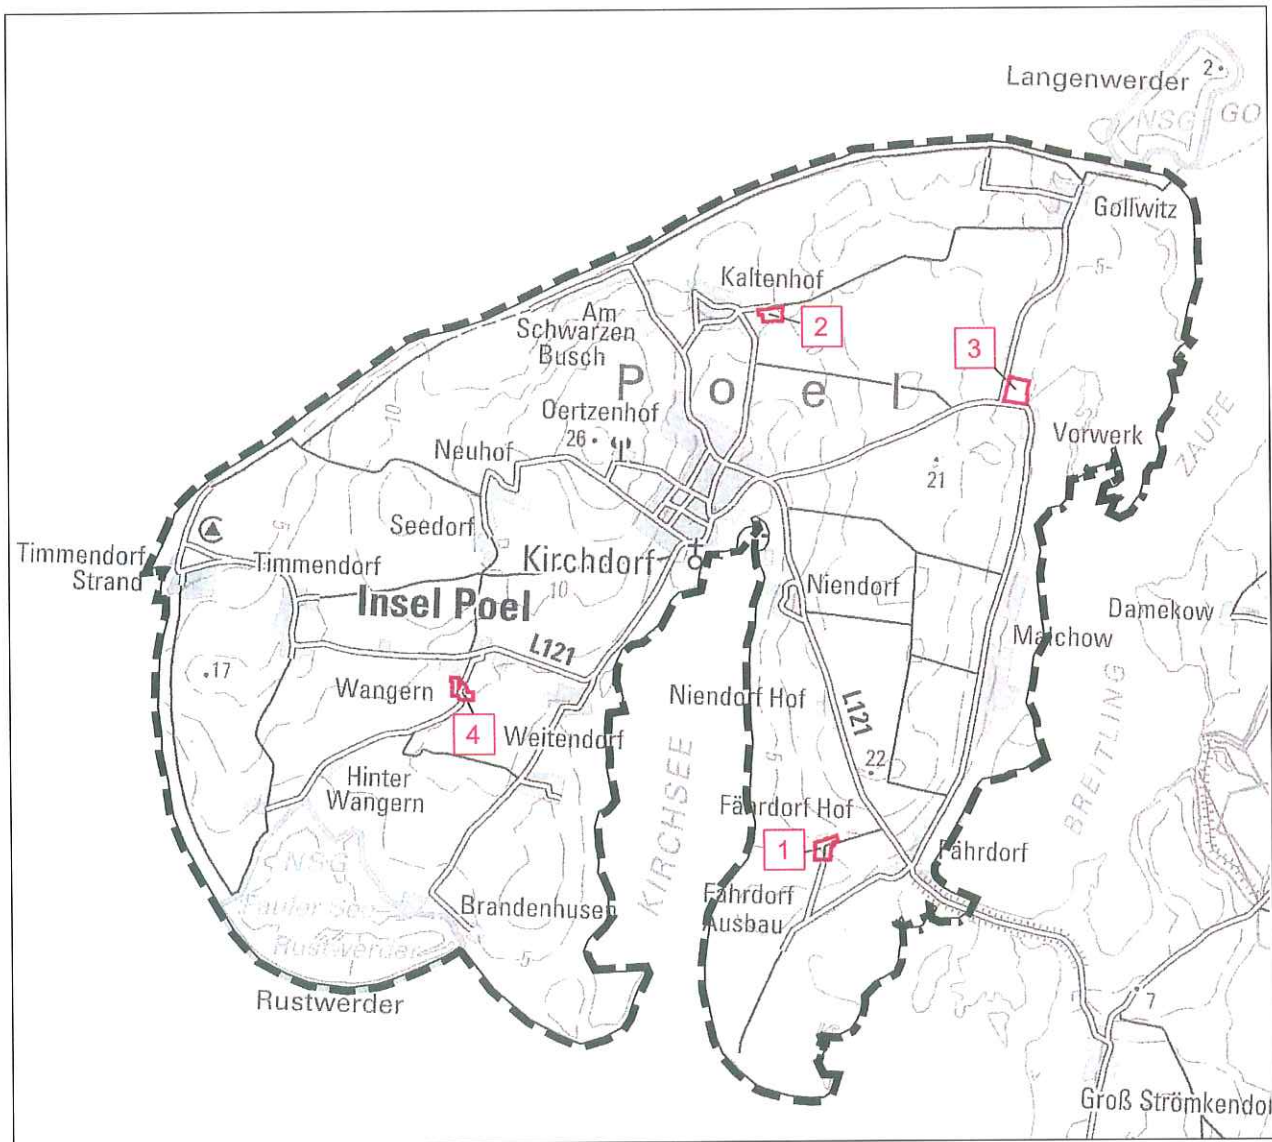 Langenwerder
2
NSG
GO
Gollwitz
5
Kaltenhof
2
Am
Schwarzen
Busch
3
P o e l
Oertzenhof
26
10
Neuhof
Vorwerk
ZAUFE
21
Seedorf
5
Timmendorf
Strand
Timmendorf
Kirchdorf
10
Niendorf
Insel Poel
Damekow
Malchow
L121
17
Wangern
Niendorf Hof
4
Weitendorf
L121
BREITLING
KIRCHSEE
5
22
Hinter
Wangern
Fährdorf Hof
1
Fährdorf
NSG
Fauler See-
Rustwerder
Brandenhusen
Fährdorf
Ausbau
5
Rustwerder
7
Groß Strömkendor